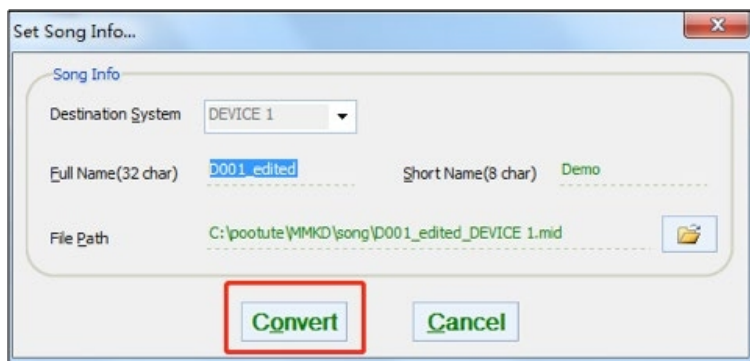 Set Song Info...
Song Info
Destination System DEVICE 1
Full Name(32 char) D001_edited Short Name(8 char) Demo
File Path C:\pootute\MMKD\song\D001_edited_DEVICE 1.mid
Convert Cancel